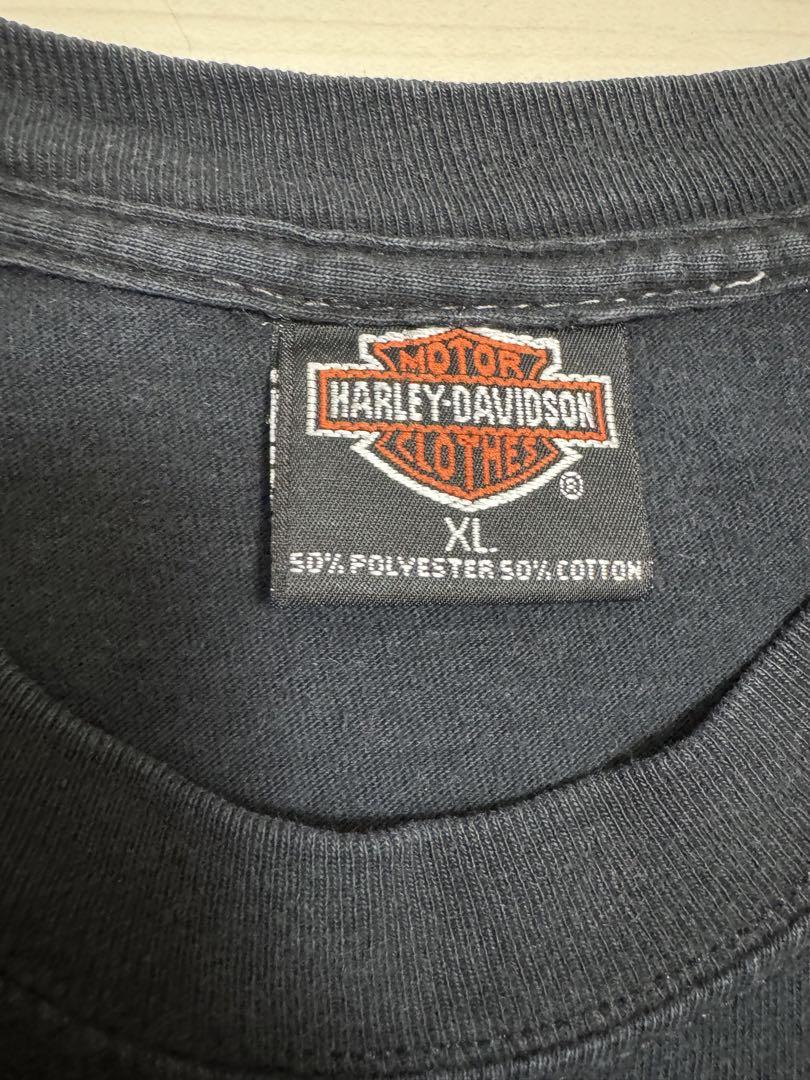 MOTOR
HARLEY-DAVIDSON
CLOTHES
®
XL
50% POLYESTER 50% COTTON